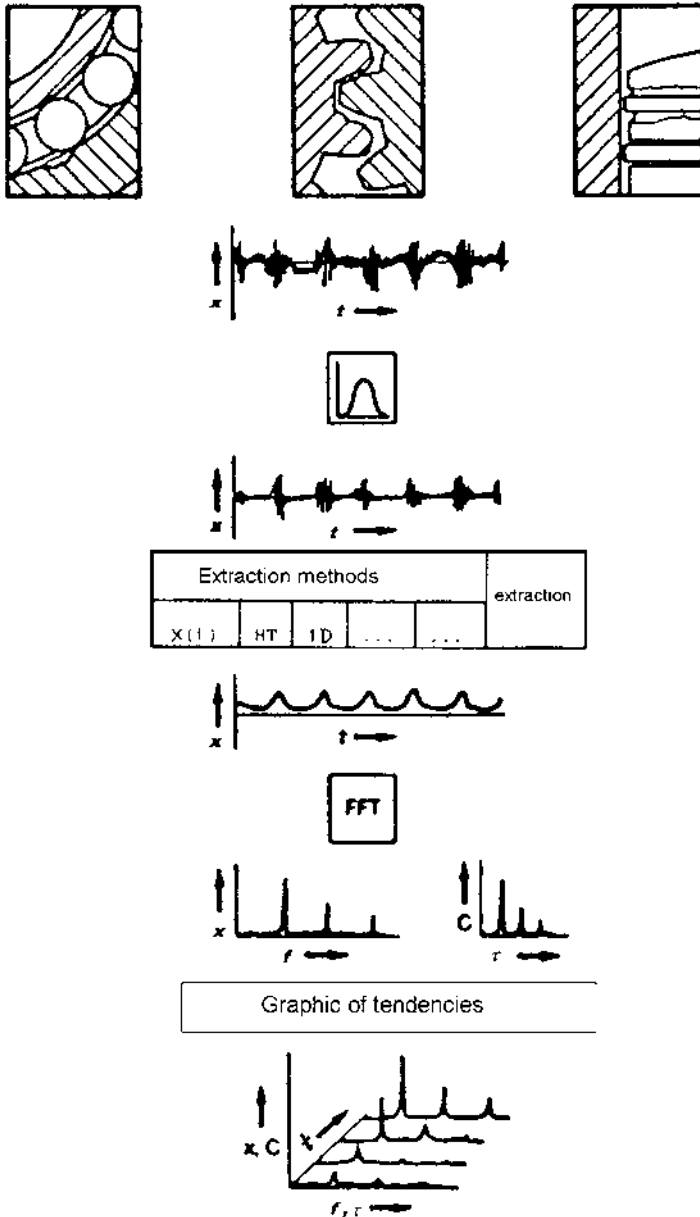 x
t
x
t
Extraction methods
extraction
X(t) HT 1D ... ...
x
t
FFT
x
f
C
τ
Graphic of tendencies
x, C
f, τ